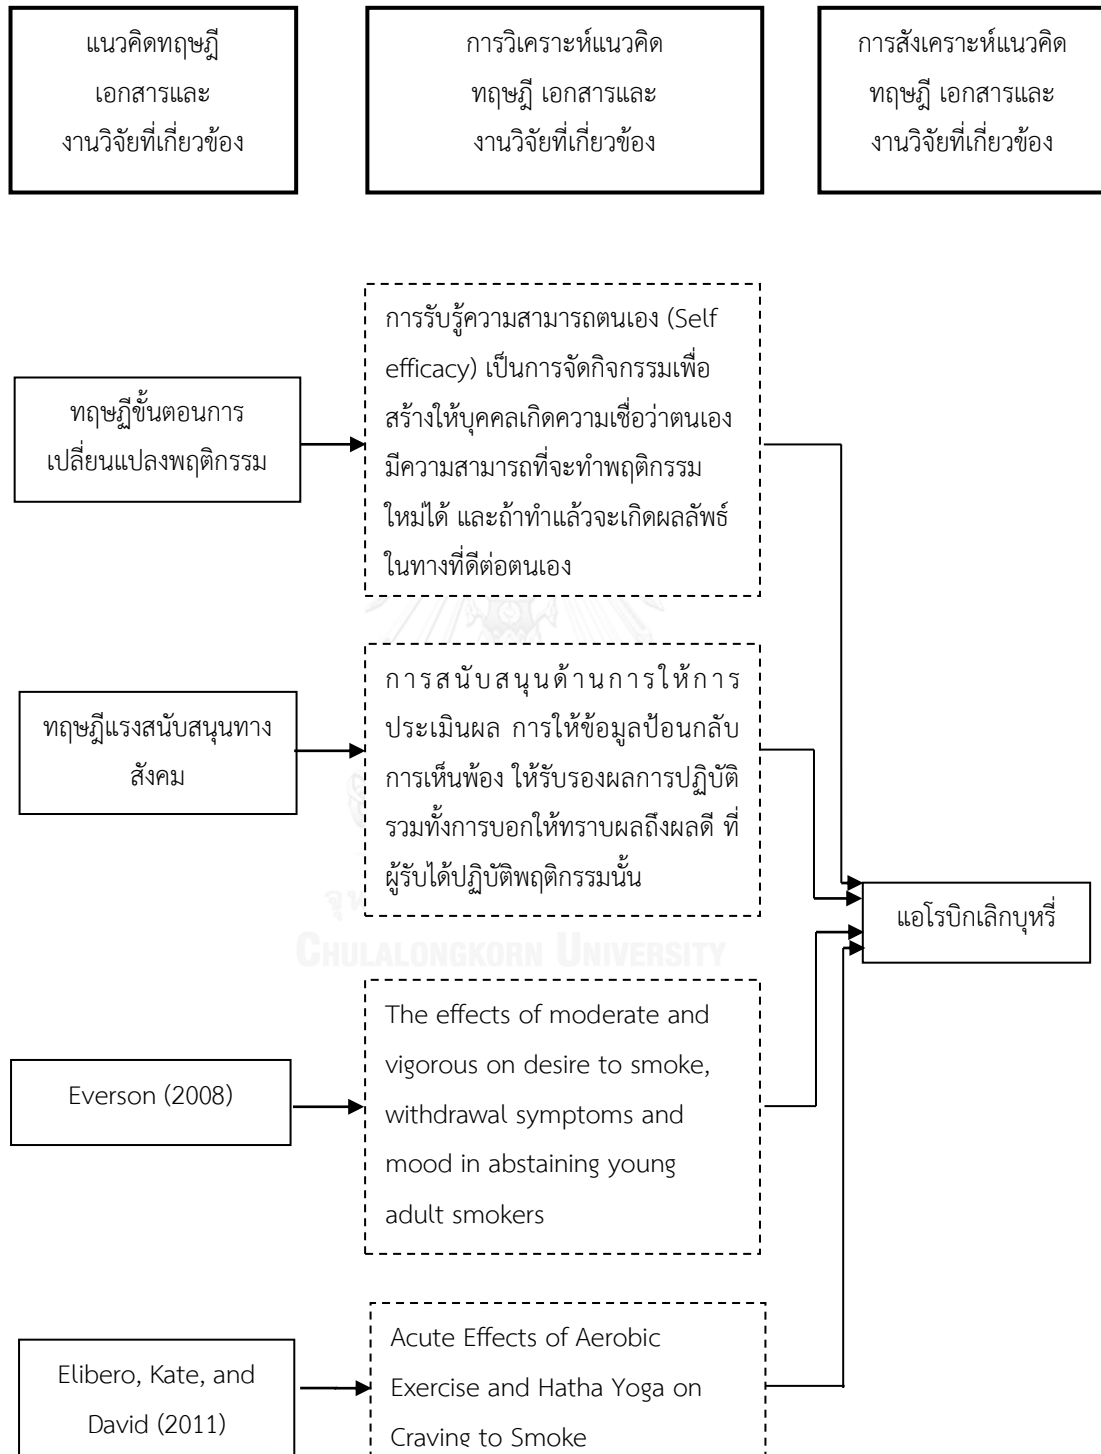 แนวคิดทฤษฎี
เอกสารและ
งานวิจัยที่เกี่ยวข้อง
การวิเคราะห์แนวคิด
ทฤษฎี เอกสารและ
งานวิจัยที่เกี่ยวข้อง
การสังเคราะห์แนวคิด
ทฤษฎี เอกสารและ
งานวิจัยที่เกี่ยวข้อง
ทฤษฏีขั้นตอนการ
เปลี่ยนแปลงพฤติกรรม
การรับรู้ความสามารถตนเอง (Self
efficacy) เป็นการจัดกิจกรรมเพื่อ
สร้างให้บุคคลเกิดความเชื่อว่าตนเอง
มีความสามารถที่จะทำพฤติกรรม
ใหม่ได้ และถ้าทำแล้วจะเกิดผลลัพธ์
ในทางที่ดีต่อตนเอง
ทฤษฎีแรงสนับสนุนทาง
สังคม
การสนับสนุนด้านการให้การ
ประเมินผล การให้ข้อมูลป้อนกลับ
การเห็นพ้อง ให้รับรองผลการปฏิบัติ
รวมทั้งการบอกให้ทราบผลถึงผลดี ที่
ผู้รับได้ปฏิบัติพฤติกรรมนั้น
แอโรบิกเลิกบุหรี่
CHULALONGKORN UNIVERSITY
Everson (2008)
The effects of moderate and
vigorous on desire to smoke,
withdrawal symptoms and
mood in abstaining young
adult smokers
Elibero, Kate, and
David (2011)
Acute Effects of Aerobic
Exercise and Hatha Yoga on
Craving to Smoke